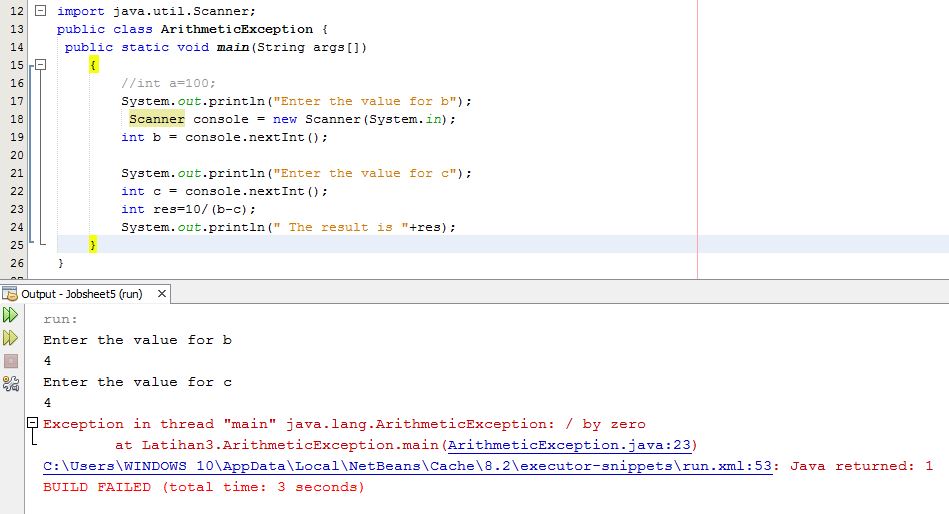 12 import java.util.Scanner;
13 public class ArithmeticException {
14 public static void main(String args[])
15 {
16 //int a=100;
17 System.out.println("Enter the value for b");
18 Scanner console = new Scanner(System.in);
19 int b = console.nextInt();
20
21 System.out.println("Enter the value for c");
22 int c = console.nextInt();
23 int res=10/(b-c);
24 System.out.println(" The result is "+res);
25 }
26 }
Output - Jobsheet5 (run)
run:
Enter the value for b
4
Enter the value for c
4
Exception in thread "main" java.lang.ArithmeticException: / by zero
at Latihan3.ArithmeticException.main(ArithmeticException.java:23)
C:\Users\WINDOWS 10\AppData\Local\NetBeans\Cache\8.2\executor-snippets\run.xml:53: Java returned: 1
BUILD FAILED (total time: 3 seconds)